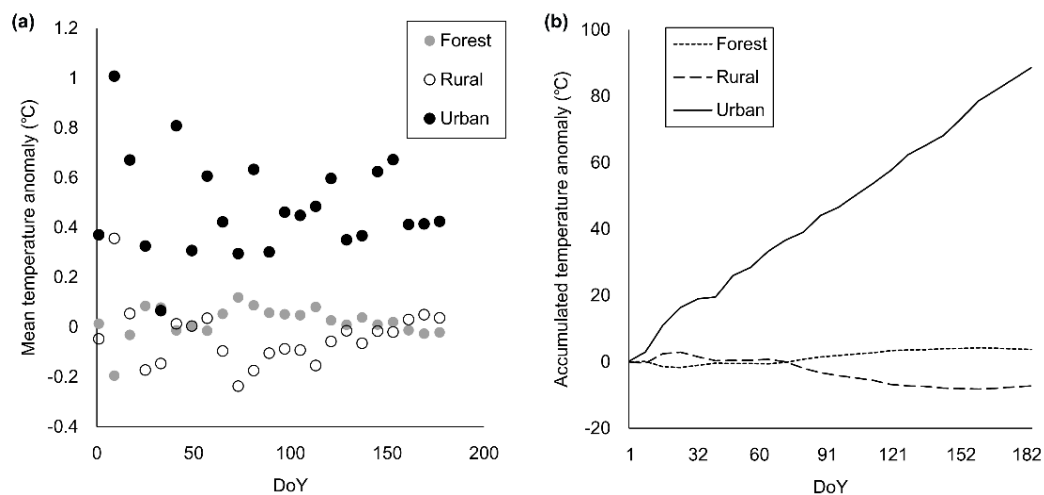 (a)
1.2
1
0.8
0.6
0.4
0.2
0
-0.2
-0.4
Mean temperature anomaly (°C)
0 50 100 150 200
DoY
Forest
Rural
Urban
(b)
100
80
60
40
20
0
-20
Accumulated temperature anomaly (°C)
1 32 60 91 121 152 182
DoY
Forest
Rural
Urban